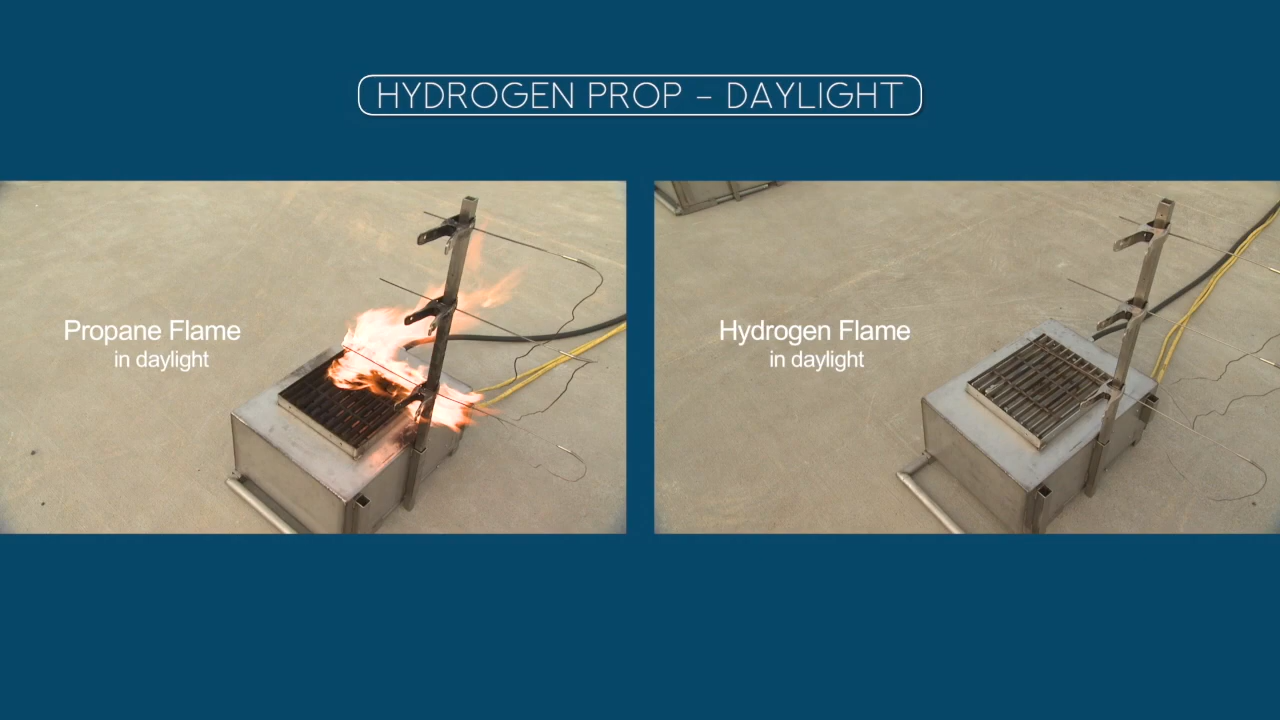 HYDROGEN PROP – DAYLIGHT
Propane Flame
in daylight
Hydrogen Flame
in daylight